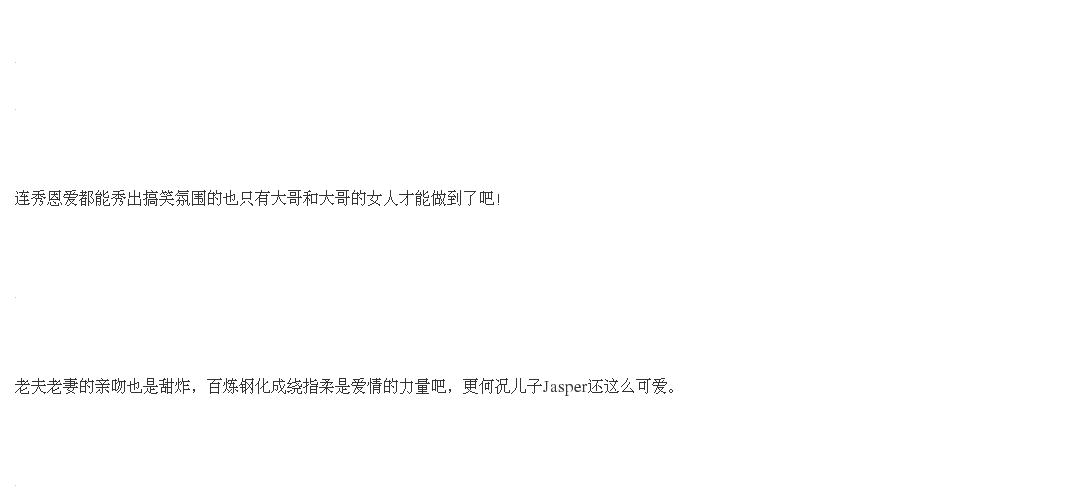 连秀恩爱都能秀出搞笑氛围的也只有大哥和大哥的女人才能做到了吧!
老夫老妻的亲吻也是甜炸，百炼钢化成绕指柔是爱情的力量吧，更何况儿子Jasper还这么可爱。